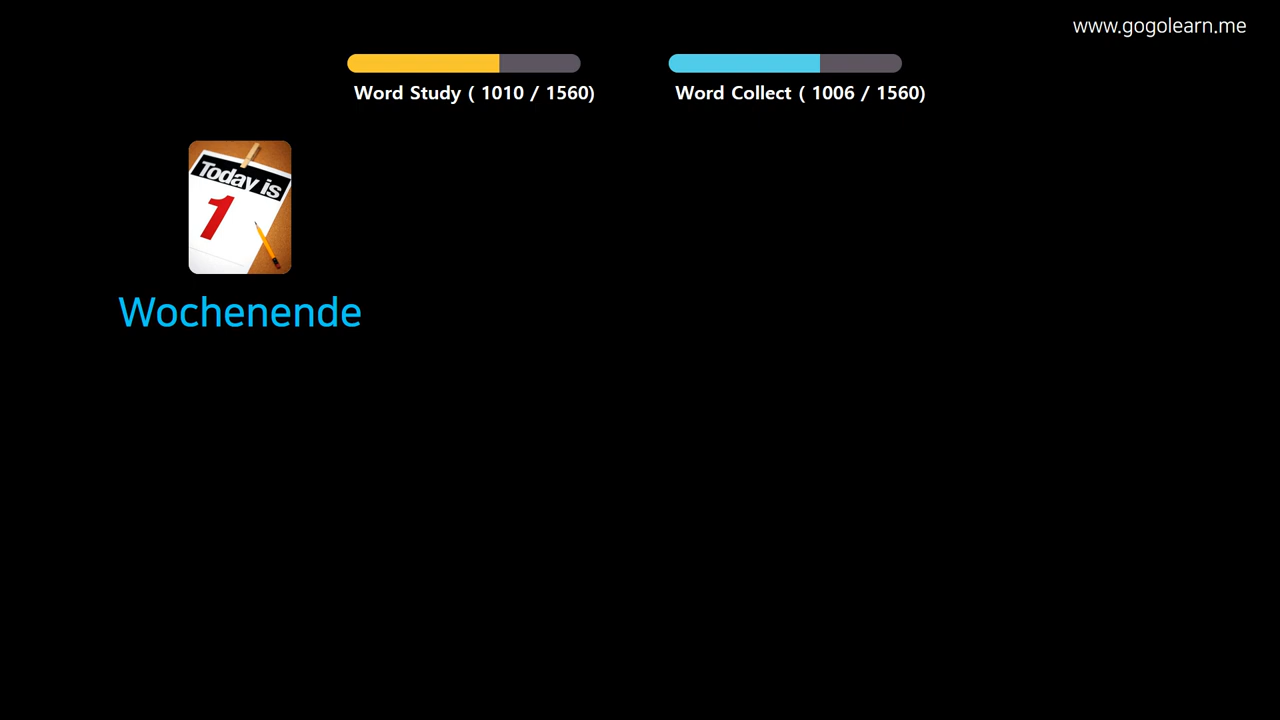 www.gogolearn.me
Word Study ( 1010 / 1560)
Word Collect ( 1006 / 1560)
Today is
1
Wochenende